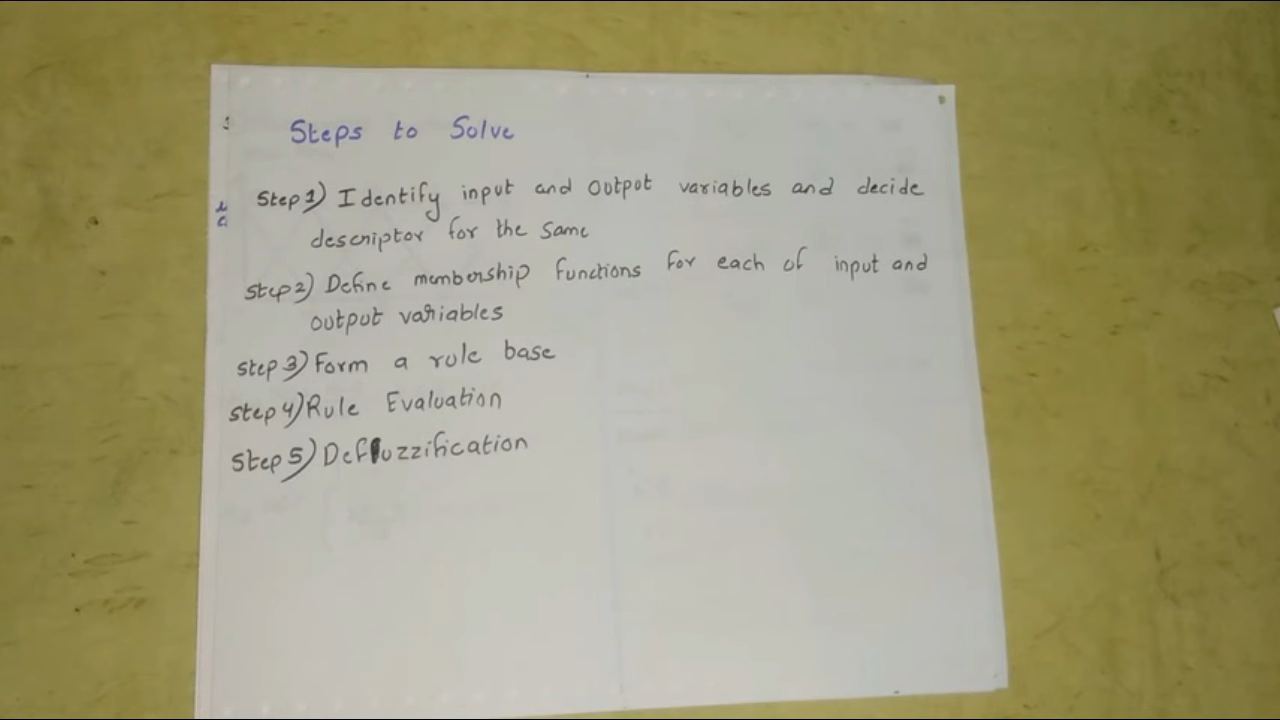 Steps to Solve
Step 1) Identify input and output variables and decide
descriptor for the same
Step 2) Define membership functions for each of input and
output variables
Step 3) Form a rule base
Step 4) Rule Evaluation
Step 5) Defuzzification